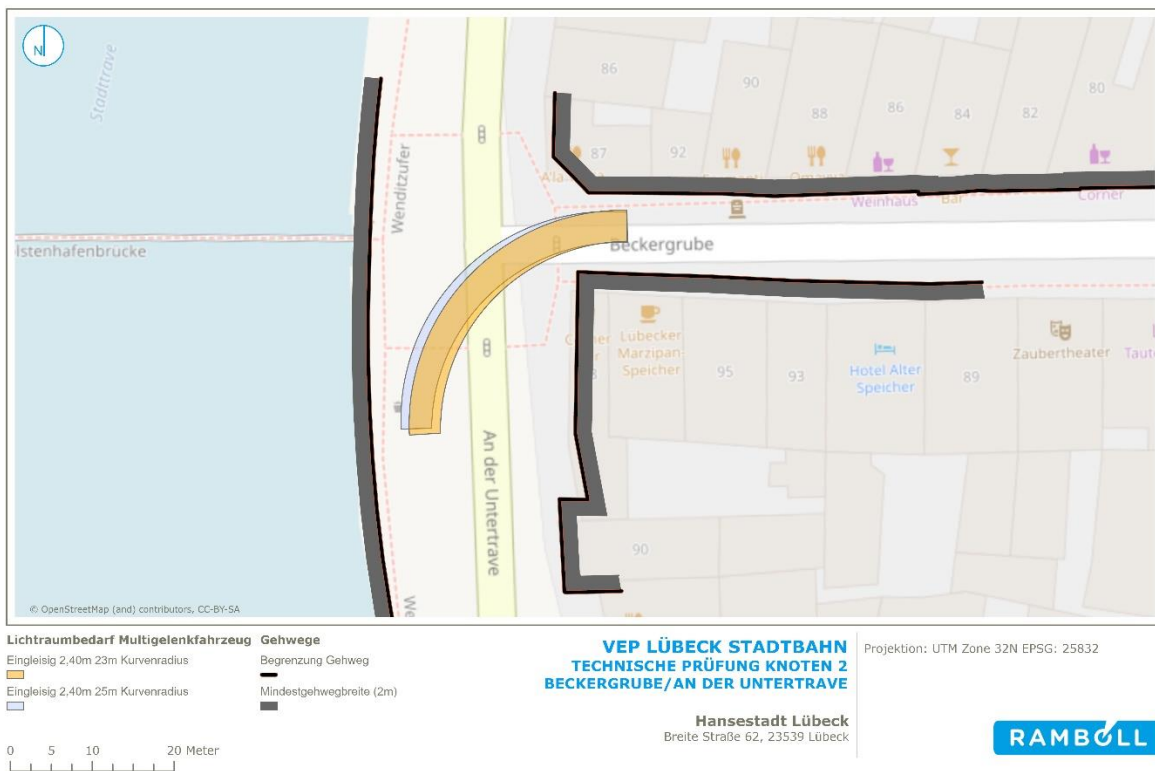 N
Stadttrave
86
90
88
86
84
82
80
87
92
Weinhaus
Bar
Corner
Wenditzufer
lstenhafenbrücke
Beckergrube
Lübecker
Marzipan-
Speicher
95
93
Hotel Alter
Speicher
89
Zaubertheater
An der Untertrave
90
We
© OpenStreetMap (and) contributors, CC-BY-SA
Lichtraumbedarf Multigelenkfahrzeug
Eingleisig 2,40m 23m Kurvenradius
Eingleisig 2,40m 25m Kurvenradius
Gehwege
Begrenzung Gehweg
Mindestgehwegbreite (2m)
0 5 10 20 Meter
VEP LÜBECK STADTBAHN
TECHNISCHE PRÜFUNG KNOTEN 2
BECKERGRUBE/AN DER UNTERTRAVE
Hansestadt Lübeck
Breite Straße 62, 23539 Lübeck
Projektion: UTM Zone 32N EPSG: 25832
RAMBOLL